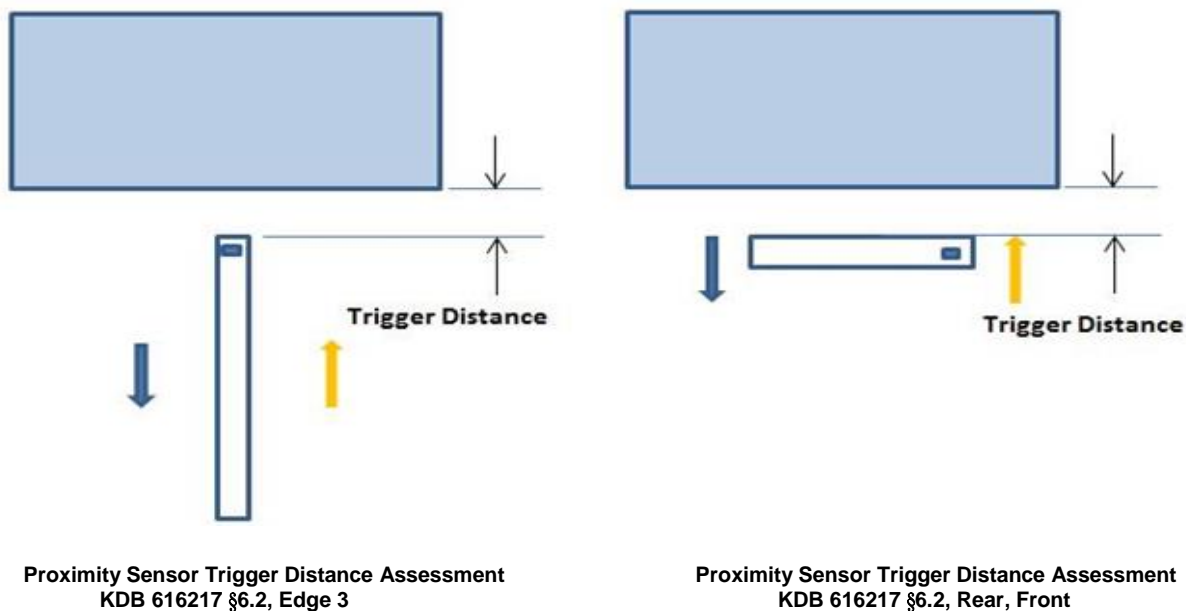 Trigger Distance
Trigger Distance
Proximity Sensor Trigger Distance Assessment
KDB 616217 §6.2, Edge 3
Proximity Sensor Trigger Distance Assessment
KDB 616217 §6.2, Rear, Front